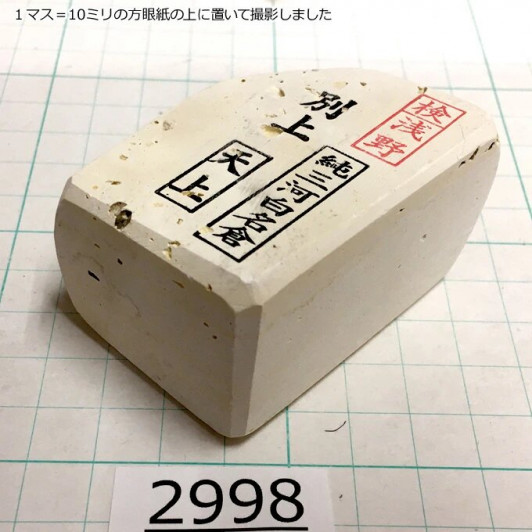 １マス＝10ミリの方眼紙の上に置いて撮影しました
検浅野
別上
純三河白名倉
天上
2998